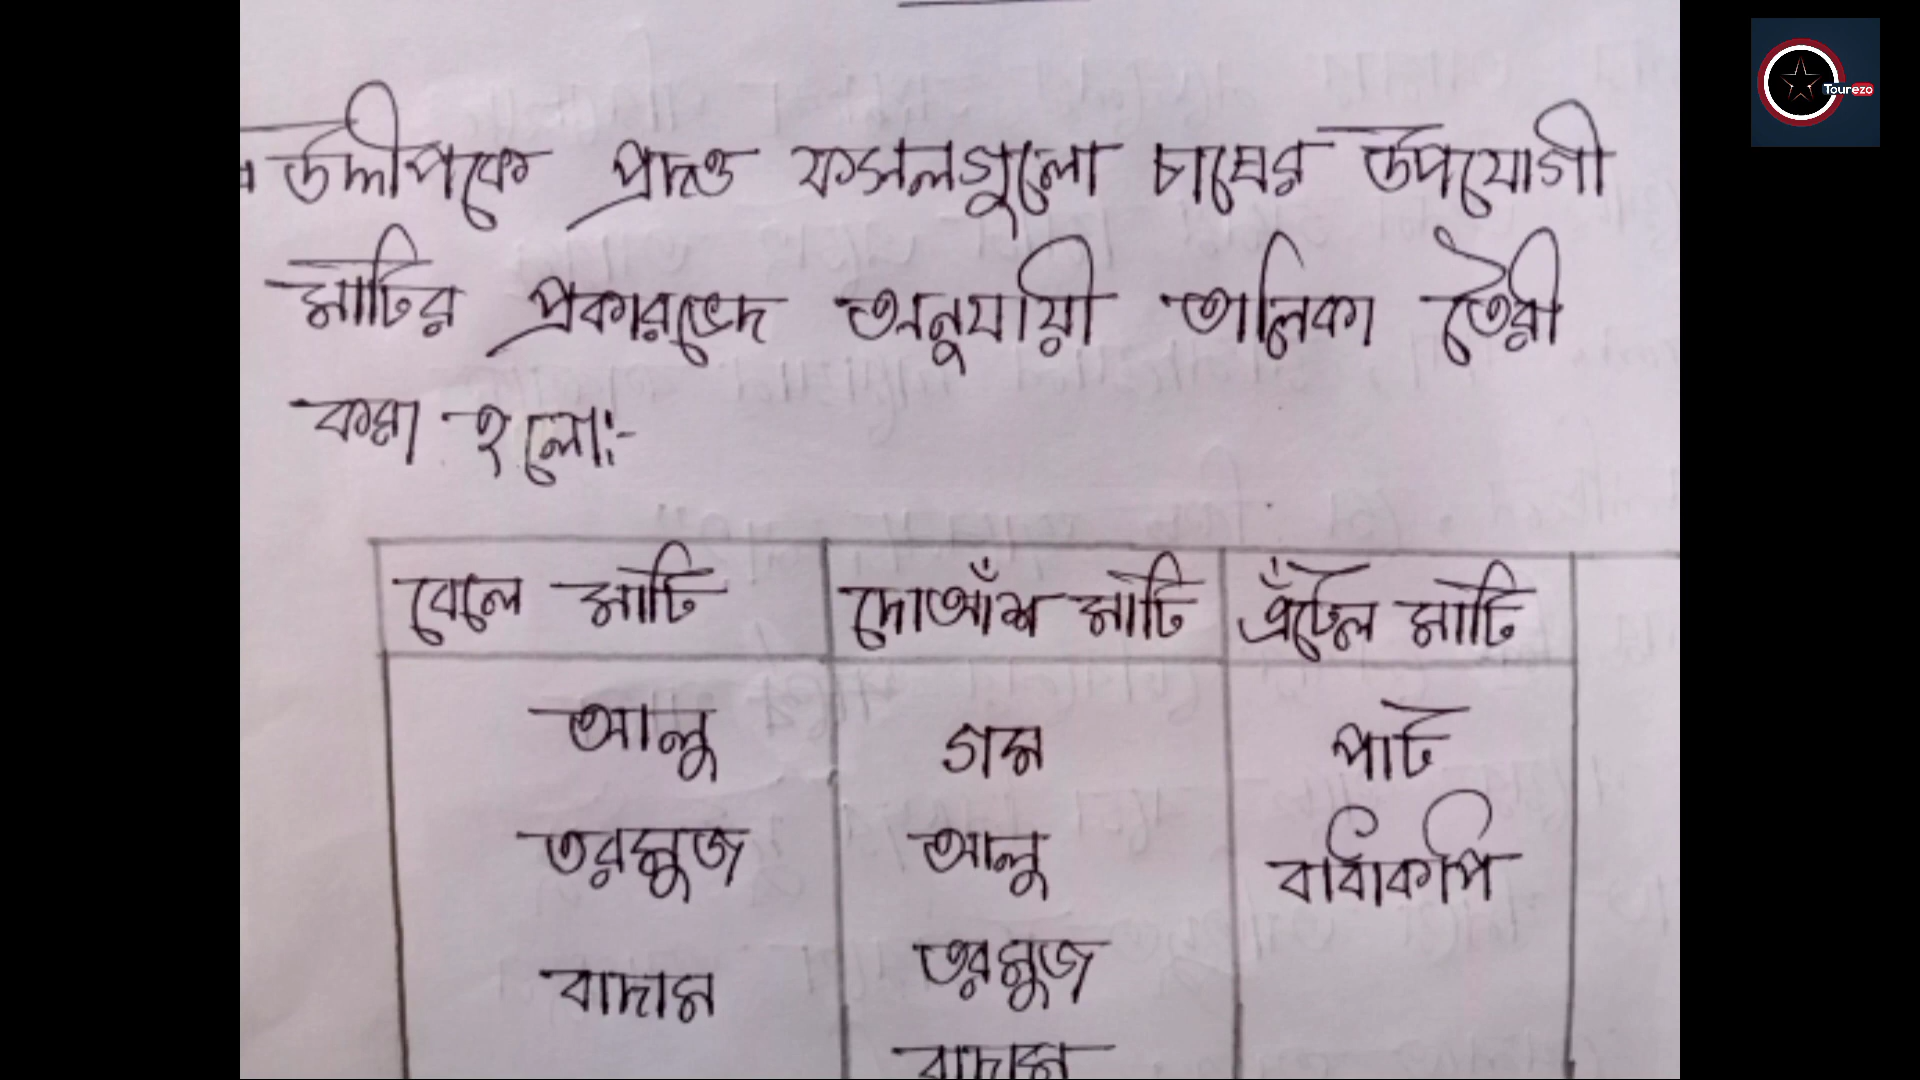 উদ্দীপকে প্রদত্ত ফসলগুলো চাষের উপযোগী
মাটির প্রকারভেদ অনুযায়ী তালিকা তৈরী
করা হলো:-
বেলে মাটি দোআঁশ মাটি এঁটেল মাটি
আলু গম পাট
তরমুজ আলু বাধাকপি
বাদাম তরমুজ
বাদাম
Tourezo